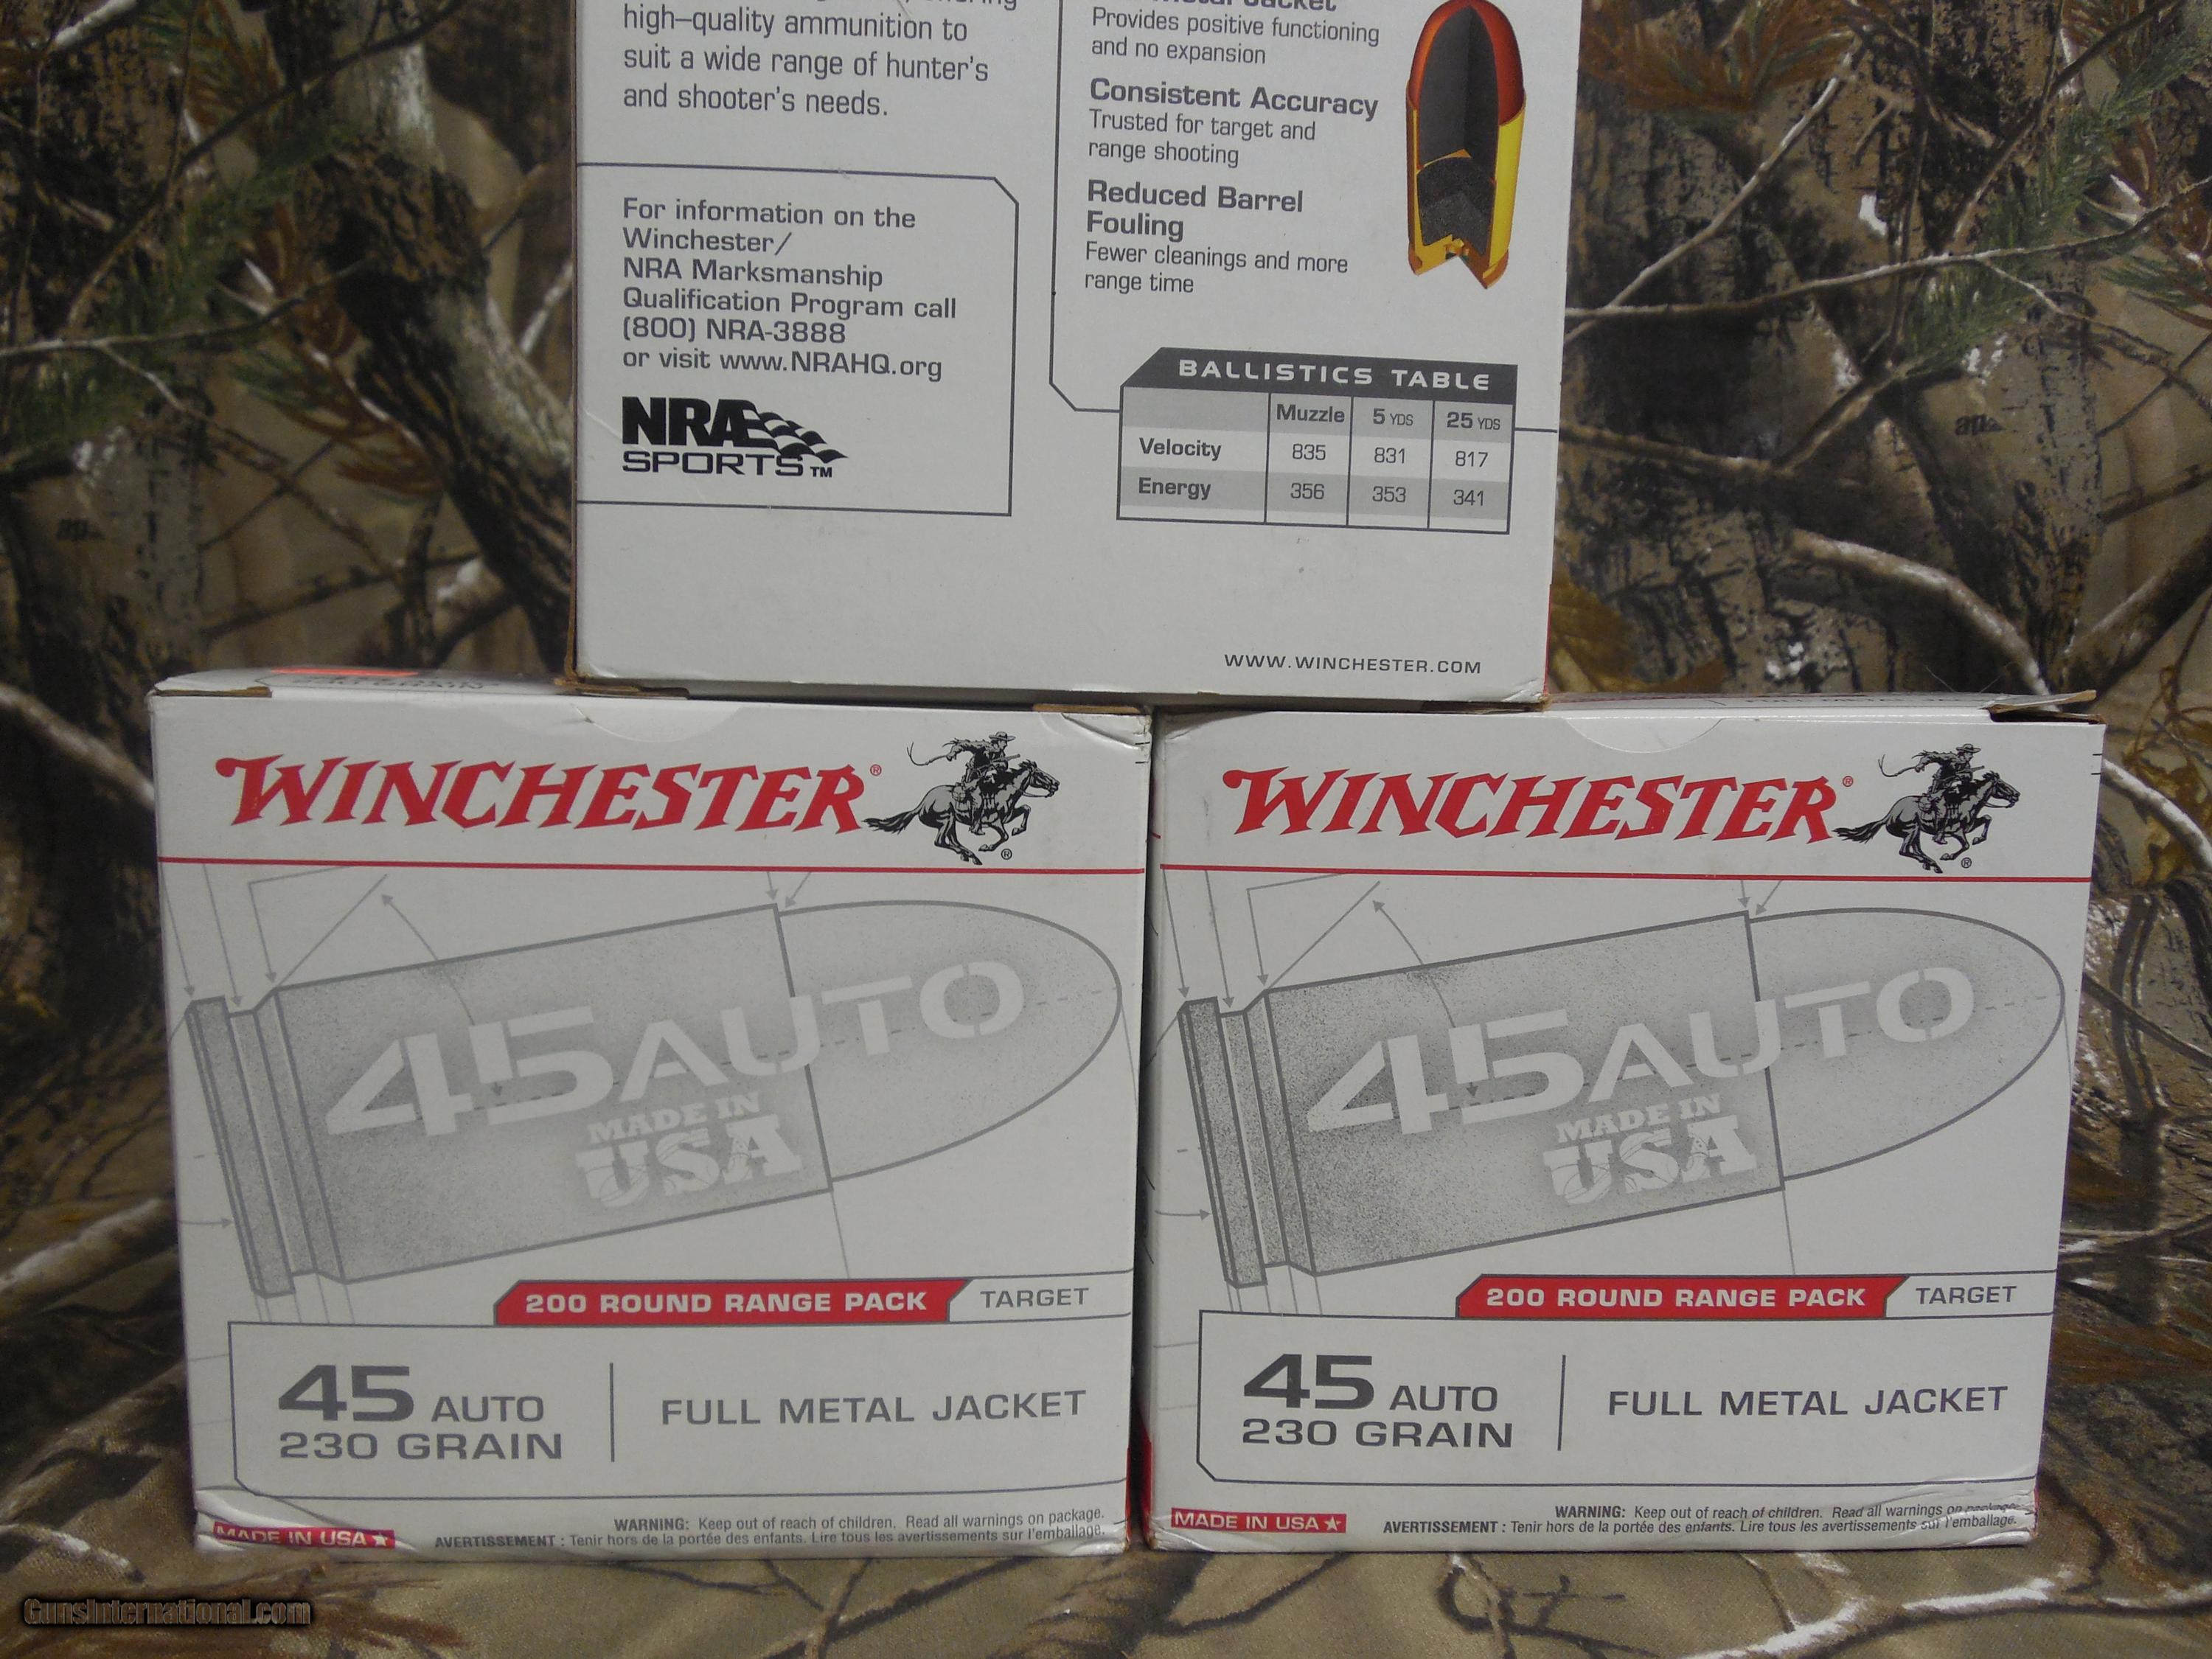 high-quality ammunition to
suit a wide range of hunter's
and shooter's needs.
For information on the
Winchester/
NRA Marksmanship
Qualification Program call
(800) NRA-3888
or visit www.NRAHQ.org
NRA
SPORTS™
Jacket
Provides positive functioning
and no expansion
Consistent Accuracy
Trusted for target and
range shooting
Reduced Barrel
Fouling
Fewer cleanings and more
range time
BALLISTICS TABLE
Muzzle 5 YDS 25 YDS
Velocity 835 831 817
Energy 356 353 341
WWW.WINCHESTER.COM
WINCHESTER®
®
45 AUTO
MADE IN
USA
200 ROUND RANGE PACK TARGET
45 AUTO
230 GRAIN
FULL METAL JACKET
MADE IN USA
WARNING: Keep out of reach of children. Read all warnings on package.
AVERTISSEMENT : Tenir hors de la portée des enfants. Lire tous les avertissements sur l'emballage.
WINCHESTER®
®
45 AUTO
MADE IN
USA
200 ROUND RANGE PACK TARGET
45 AUTO
230 GRAIN
FULL METAL JACKET
MADE IN USA
WARNING: Keep out of reach of children. Read all warnings on package.
AVERTISSEMENT : Tenir hors de la portée des enfants. Lire tous les avertissements sur l'emballage.
GunsInternational.com